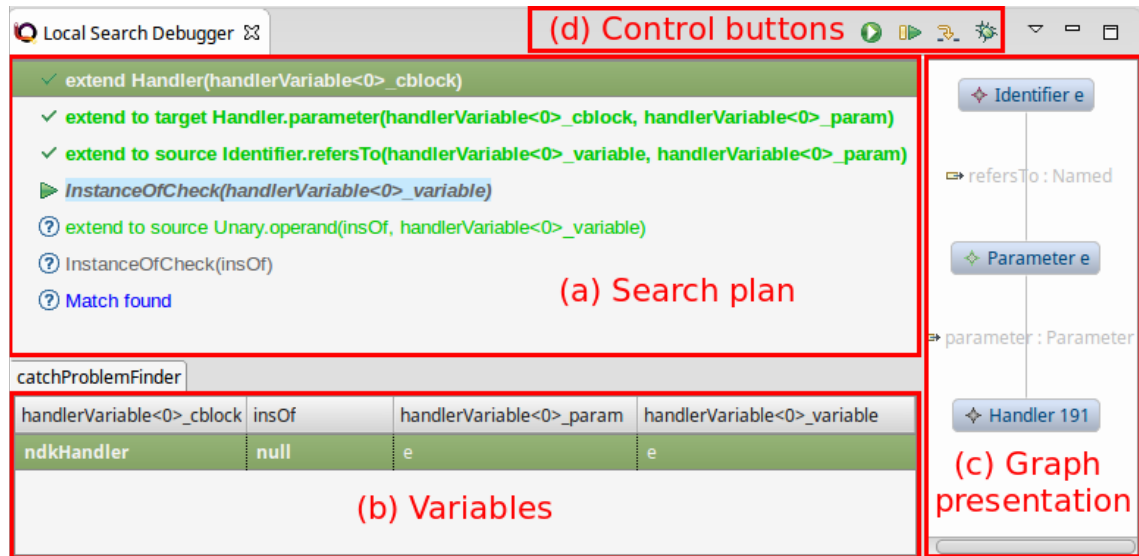 Local Search Debugger
(d) Control buttons
extend Handler(handlerVariable<0>_cblock)
extend to target Handler.parameter(handlerVariable<0>_cblock, handlerVariable<0>_param)
extend to source Identifier.refersTo(handlerVariable<0>_variable, handlerVariable<0>_param)
InstanceOfCheck(handlerVariable<0>_variable)
extend to source Unary.operand(insOf, handlerVariable<0>_variable)
InstanceOfCheck(insOf)
Match found
(a) Search plan
catchProblemFinder
handlerVariable<0>_cblock insOf handlerVariable<0>_param handlerVariable<0>_variable
ndkHandler null e e
(b) Variables
Identifier e
refersTo : Named
Parameter e
parameter : Parameter
Handler 191
(c) Graph
presentation